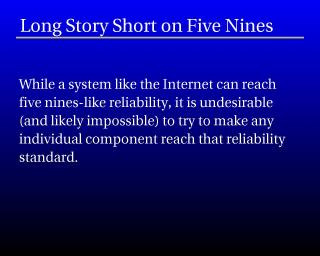 Long Story Short on Five Nines
While a system like the Internet can reach
five nines-like reliability, it is undesirable
(and likely impossible) to try to make any
individual component reach that reliability
standard.